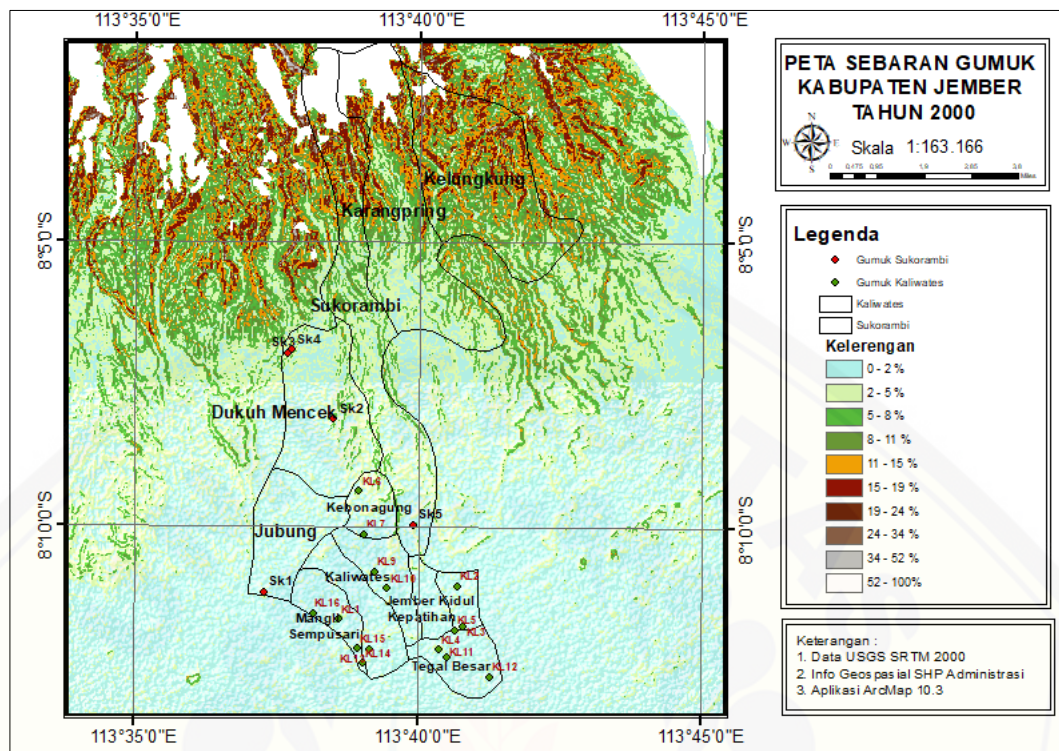 113°35'0"E 113°40'0"E 113°45'0"E
PETA SEBARAN GUMUK
KABUPATEN JEMBER
TAHUN 2000
N
W E
S
Skala 1:163.166
0 0,475 0,95 1,9 2,85 3,8
Miles
Kelungkung
Karangpring
8°5'0"S 8°5'0"S
Sukorambi
Sk3 Sk4
Dukuh Mencek Sk2
KL6
Kebonagung Sk5
8°10'0"S 8°10'0"S
Jubung KL7
KL9
Kaliwates KL10 KL2
Sk1 Jember Kidul
KL16 KL1 Kepatihan KL5
Mangli KL3
Sempusari KL15 KL4
KL14 KL11
KL13 Tegal Besar KL12
113°35'0"E 113°40'0"E 113°45'0"E
Legenda
Gumuk Sukorambi
Gumuk Kaliwates
Kaliwates
Sukorambi
Kelerengan
0 - 2 %
2 - 5 %
5 - 8 %
8 - 11 %
11 - 15 %
15 - 19 %
19 - 24 %
24 - 34 %
34 - 52 %
52 - 100%
Keterangan :
1. Data USGS SRTM 2000
2. Info Geospasial SHP Administrasi
3. Aplikasi ArcMap 10.3